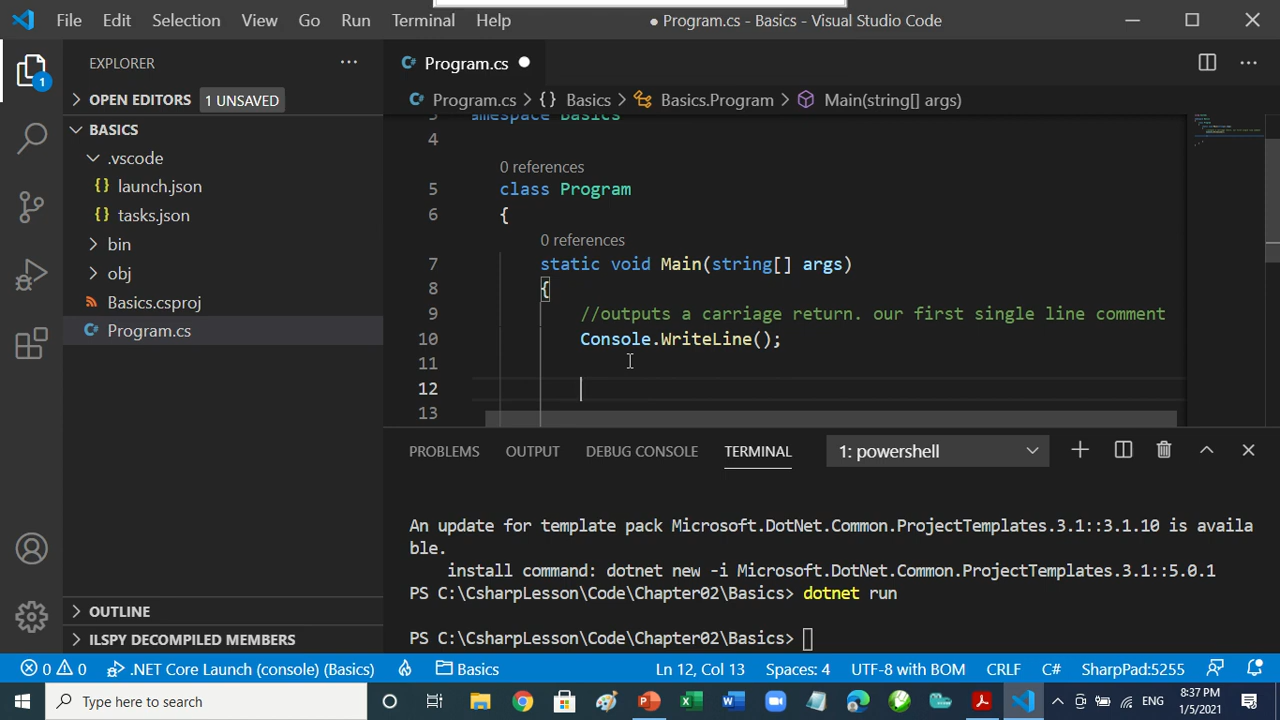 File Edit Selection View Go Run Terminal Help ● Program.cs - Basics - Visual Studio Code
EXPLORER
Program.cs
OPEN EDITORS 1 UNSAVED
Program.cs > {} Basics > Basics.Program > Main(string[] args)
BASICS
.vscode
launch.json
tasks.json
bin
obj
Basics.csproj
Program.cs
OUTLINE
ILSPY DECOMPILED MEMBERS
1
3 amespace Basics
4
0 references
5 class Program
6 {
0 references
7 static void Main(string[] args)
8 {
9 //outputs a carriage return. our first single line comment
10 Console.WriteLine();
11
12
13
PROBLEMS OUTPUT DEBUG CONSOLE TERMINAL 1: powershell
An update for template pack Microsoft.DotNet.Common.ProjectTemplates.3.1::3.1.10 is availa
ble.
install command: dotnet new -i Microsoft.DotNet.Common.ProjectTemplates.3.1::5.0.1
PS C:\CsharpLesson\Code\Chapter02\Basics> dotnet run
PS C:\CsharpLesson\Code\Chapter02\Basics>
0 0 .NET Core Launch (console) (Basics) Basics Ln 12, Col 13 Spaces: 4 UTF-8 with BOM CRLF C# SharpPad:5255
Type here to search
ENG
8:37 PM
1/5/2021